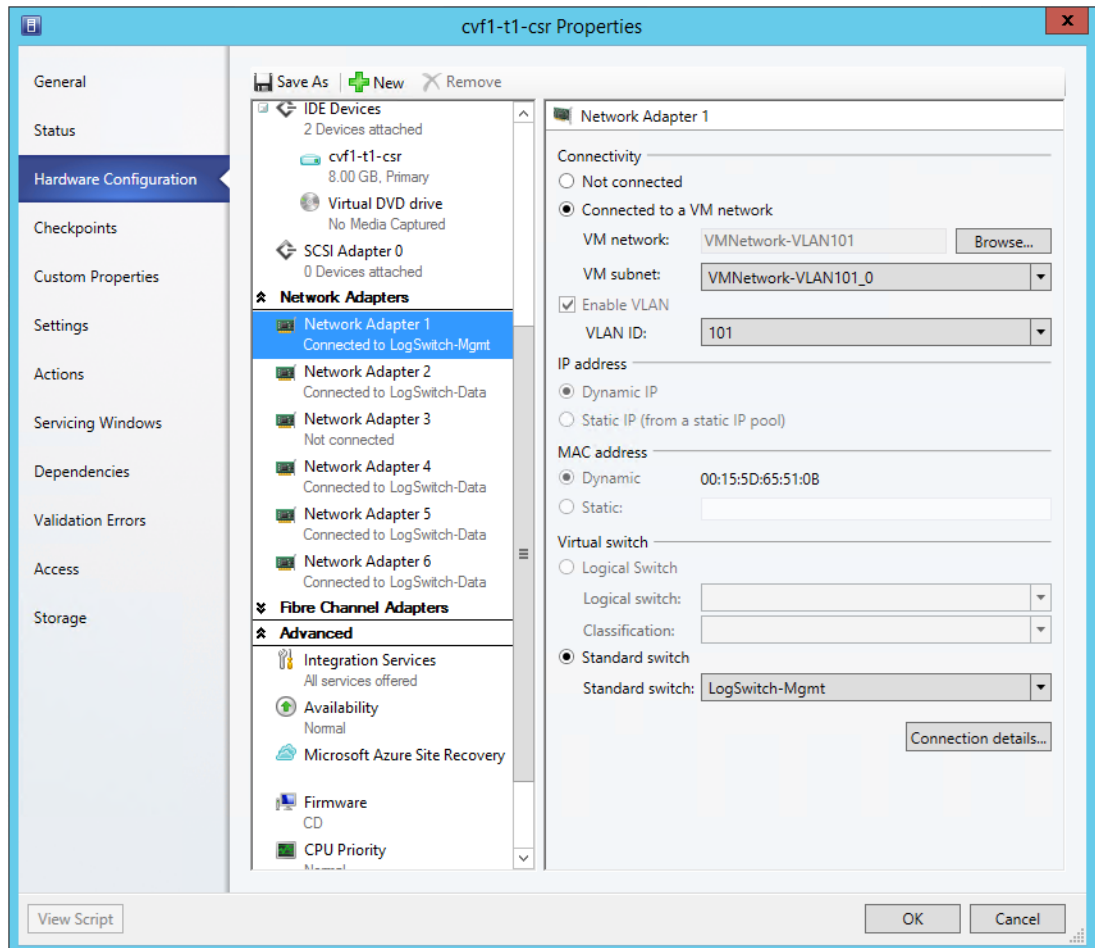 cvf1-t1-csr Properties
x
General
Status
Hardware Configuration
Checkpoints
Custom Properties
Settings
Actions
Servicing Windows
Dependencies
Validation Errors
Access
Storage
Save As New Remove
IDE Devices
2 Devices attached
cvf1-t1-csr
8.00 GB, Primary
Virtual DVD drive
No Media Captured
SCSI Adapter 0
0 Devices attached
Network Adapters
Network Adapter 1
Connected to LogSwitch-Mgmt
Network Adapter 2
Connected to LogSwitch-Data
Network Adapter 3
Not connected
Network Adapter 4
Connected to LogSwitch-Data
Network Adapter 5
Connected to LogSwitch-Data
Network Adapter 6
Connected to LogSwitch-Data
Fibre Channel Adapters
Advanced
Integration Services
All services offered
Availability
Normal
Microsoft Azure Site Recovery
Firmware
CD
CPU Priority
Normal
Network Adapter 1
Connectivity
Not connected
Connected to a VM network
VM network: VMNetwork-VLAN101 Browse...
VM subnet: VMNetwork-VLAN101_0
Enable VLAN
VLAN ID: 101
IP address
Dynamic IP
Static IP (from a static IP pool)
MAC address
Dynamic 00:15:5D:65:51:0B
Static:
Virtual switch
Logical Switch
Logical switch:
Classification:
Standard switch
Standard switch: LogSwitch-Mgmt
Connection details...
View Script OK Cancel